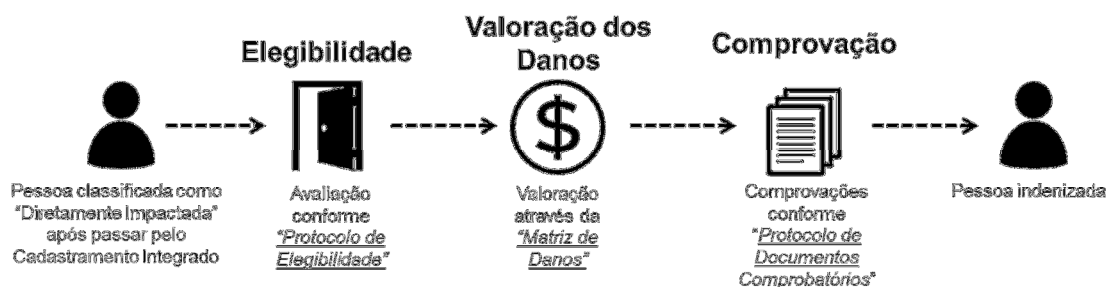 Elegibilidade
Valoração dos
Danos
Comprovação
$
Pessoa classificada como
"Diretamente Impactada"
após passar pelo
Cadastramento Integrado
Avaliação
conforme
"Protocolo de
Elegibilidade"
Valoração
através da
"Matriz de
Danos"
Comprovações
conforme
"Protocolo de
Documentos
Comprobatórios"
Pessoa indenizada